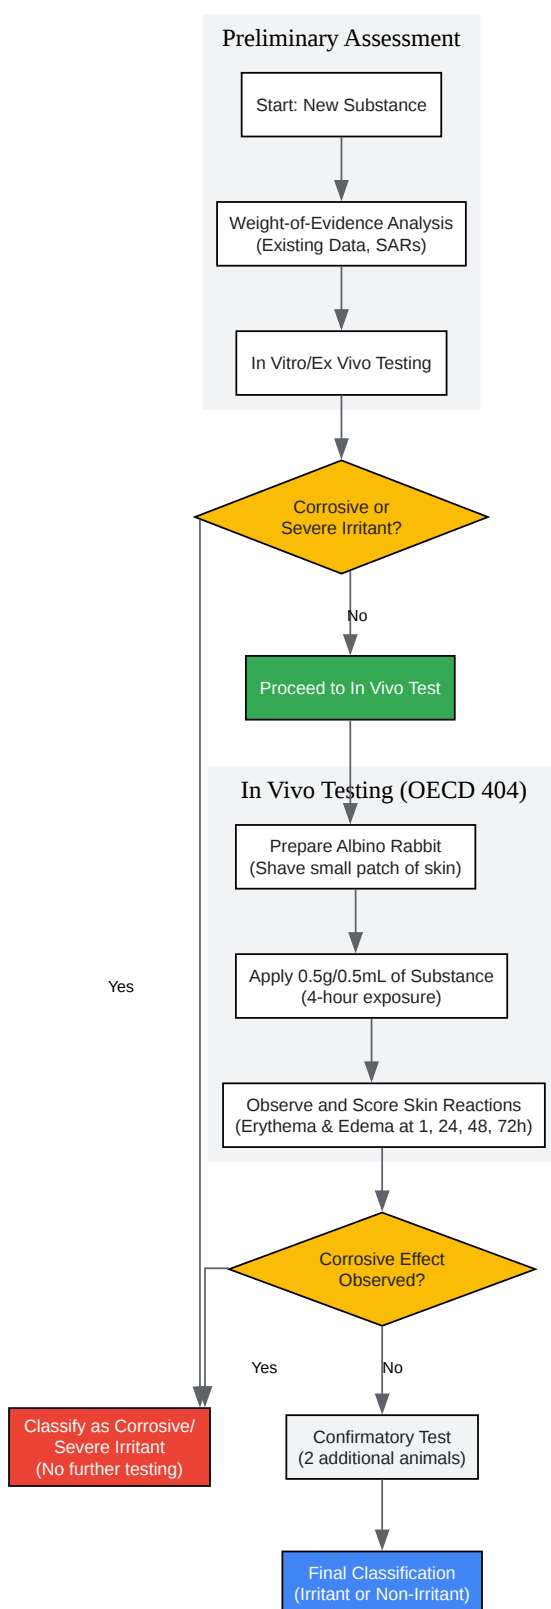 Preliminary Assessment
Start: New Substance
Weight-of-Evidence Analysis
(Existing Data, SARs)
In Vitro/Ex Vivo Testing
Corrosive or
Severe Irritant?
No
Proceed to In Vivo Test
In Vivo Testing (OECD 404)
Prepare Albino Rabbit
(Shave small patch of skin)
Apply 0.5g/0.5mL of Substance
(4-hour exposure)
Yes
Observe and Score Skin Reactions
(Erythema & Edema at 1, 24, 48, 72h)
Corrosive Effect
Observed?
Yes
No
Classify as Corrosive/
Severe Irritant
(No further testing)
Confirmatory Test
(2 additional animals)
Final Classification
(Irritant or Non-Irritant)